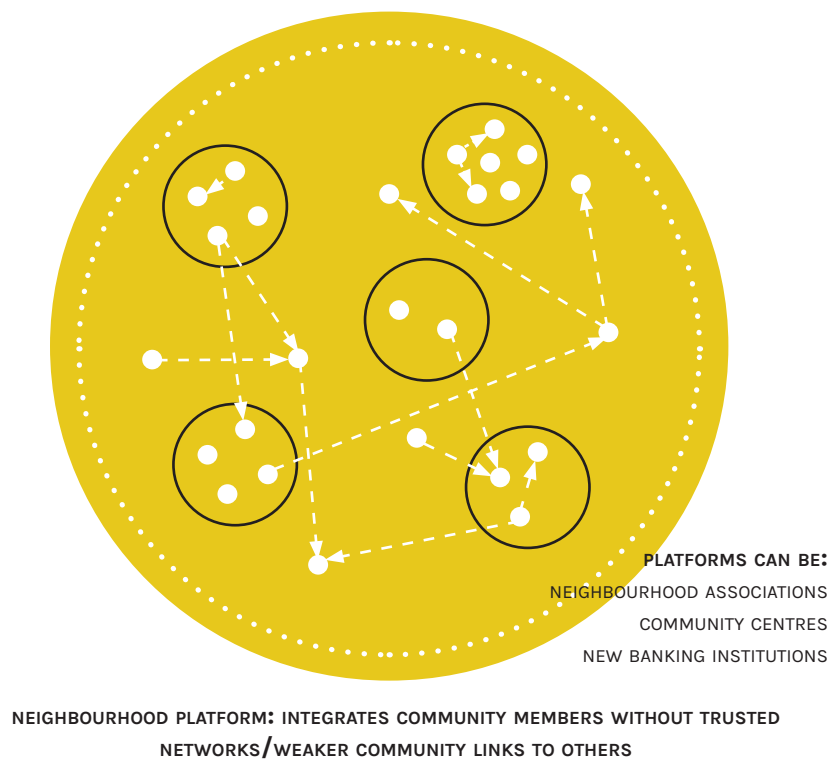 PLATFORMS CAN BE:
NEIGHBOURHOOD ASSOCIATIONS
COMMUNITY CENTRES
NEW BANKING INSTITUTIONS
NEIGHBOURHOOD PLATFORM: INTEGRATES COMMUNITY MEMBERS WITHOUT TRUSTED
NETWORKS/WEAKER COMMUNITY LINKS TO OTHERS